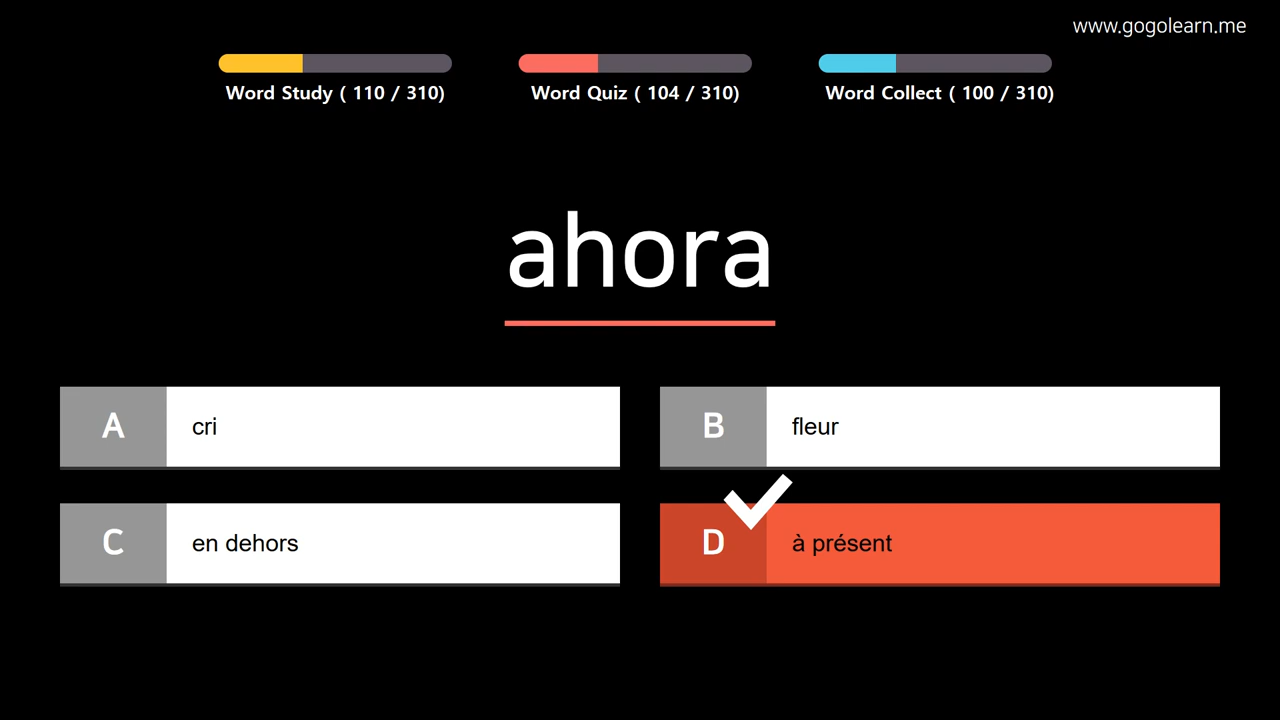 www.gogolearn.me
Word Study ( 110 / 310)
Word Quiz ( 104 / 310)
Word Collect ( 100 / 310)
ahora
A cri
B fleur
C en dehors
D à présent